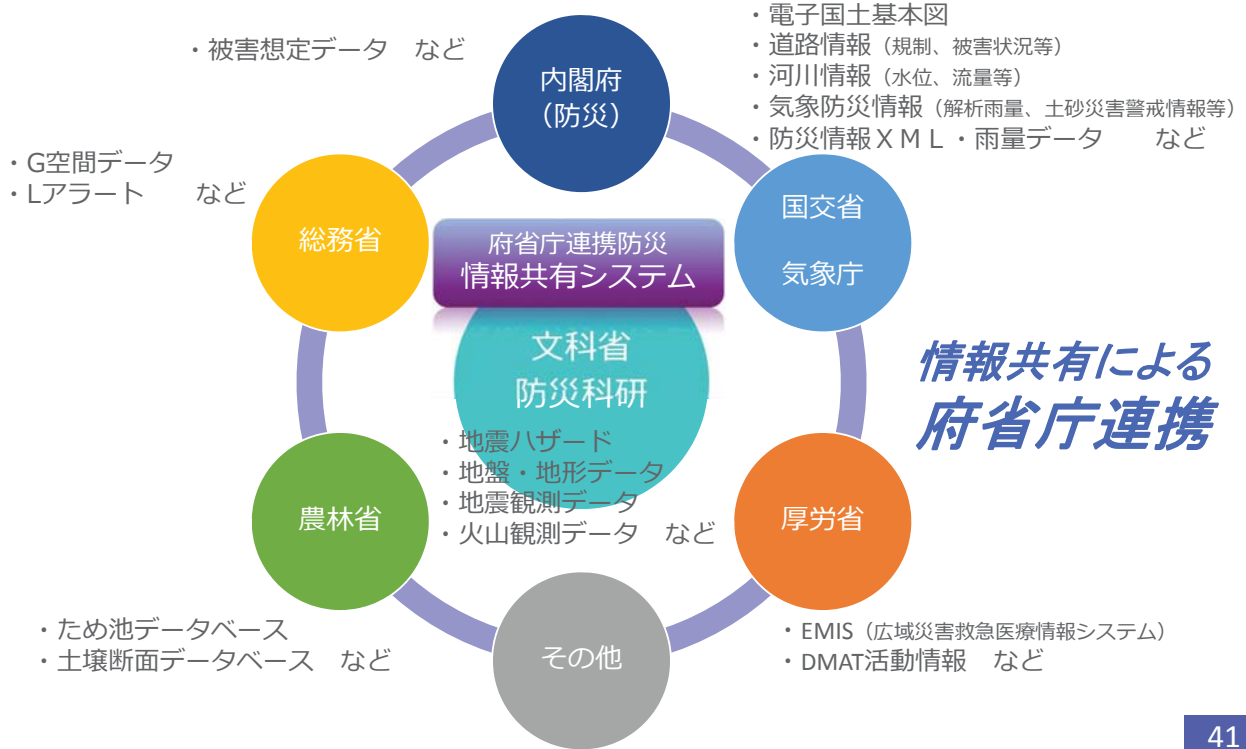 ・被害想定データ　など
内閣府
（防災）
・電子国土基本図
・道路情報（規制、被害状況等）
・河川情報（水位、流量等）
・気象防災情報（解析雨量、土砂災害警戒情報等）
・防災情報ＸＭＬ・雨量データ　　など
・G空間データ
・Lアラート　　など
総務省
国交省
気象庁
府省庁連携防災
情報共有システム
文科省
防災科研
・地震ハザード
・地盤・地形データ
・地震観測データ
・火山観測データ　など
情報共有による
府省庁連携
農林省
厚労省
・ため池データベース
・土壌断面データベース　など
その他
・EMIS（広域災害救急医療情報システム）
・DMAT活動情報　など
41